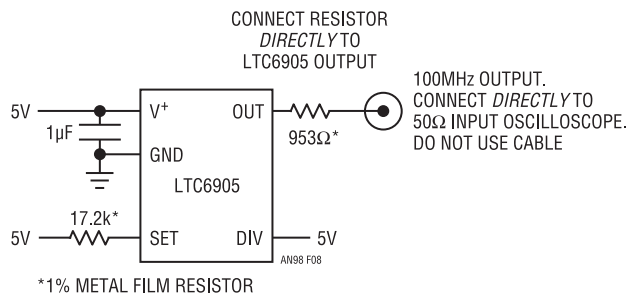 CONNECT RESISTOR
DIRECTLY TO
LTC6905 OUTPUT
100MHz OUTPUT.
CONNECT DIRECTLY TO
50Ω INPUT OSCILLOSCOPE.
DO NOT USE CABLE
5V
V+
OUT
1µF
953Ω*
GND
LTC6905
17.2k*
5V
SET
DIV
5V
AN98 F08
*1% METAL FILM RESISTOR